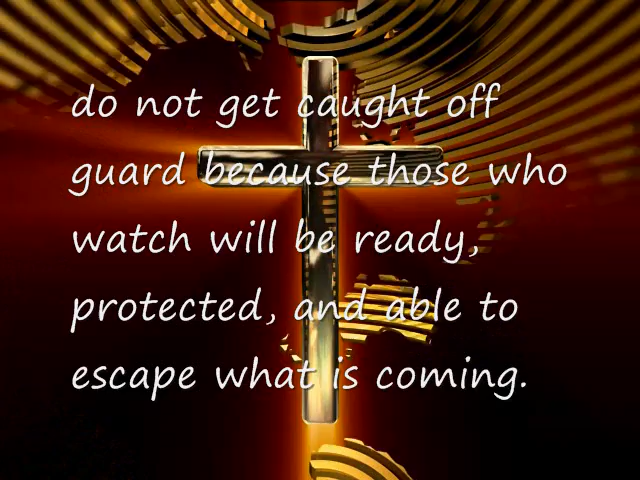 do not get caught off
guard because those who
watch will be ready,
protected, and able to
escape what is coming.